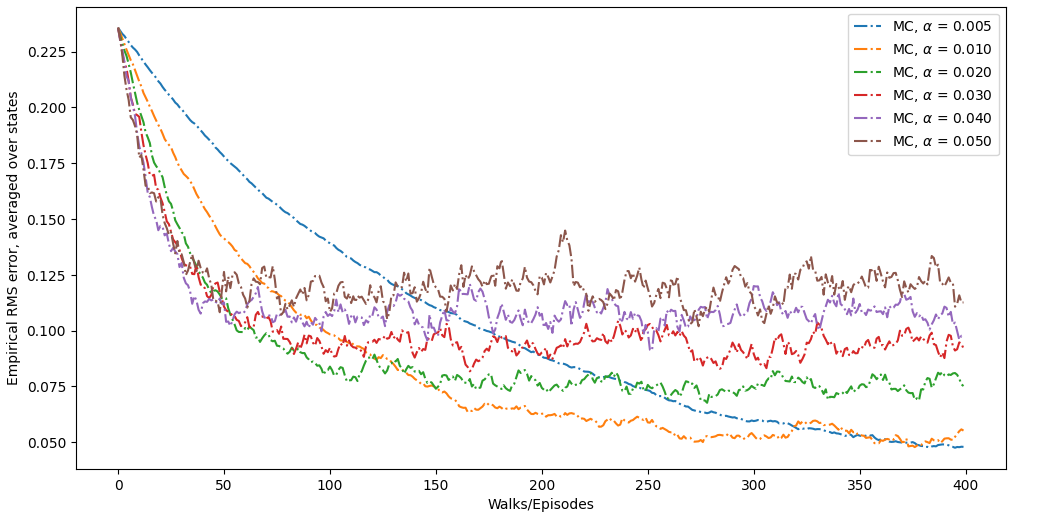 MC, α = 0.005
MC, α = 0.010
MC, α = 0.020
MC, α = 0.030
MC, α = 0.040
MC, α = 0.050
Empirical RMS error, averaged over states
0.225
0.200
0.175
0.150
0.125
0.100
0.075
0.050
0 50 100 150 200 250 300 350 400
Walks/Episodes